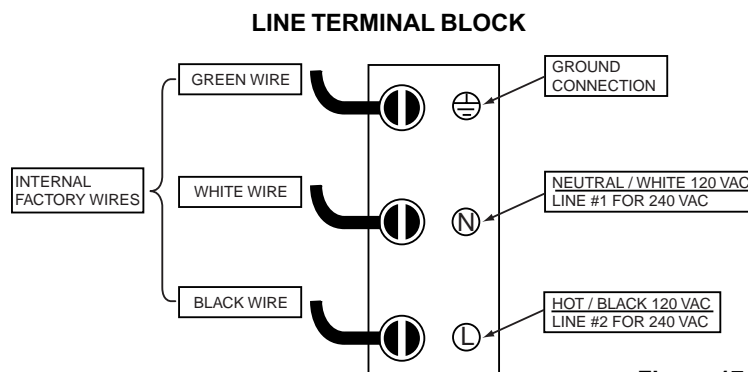 LINE TERMINAL BLOCK
GREEN WIRE
GROUND
CONNECTION
INTERNAL
FACTORY WIRES
WHITE WIRE
N
NEUTRAL / WHITE 120 VAC
LINE #1 FOR 240 VAC
BLACK WIRE
L
HOT / BLACK 120 VAC
LINE #2 FOR 240 VAC